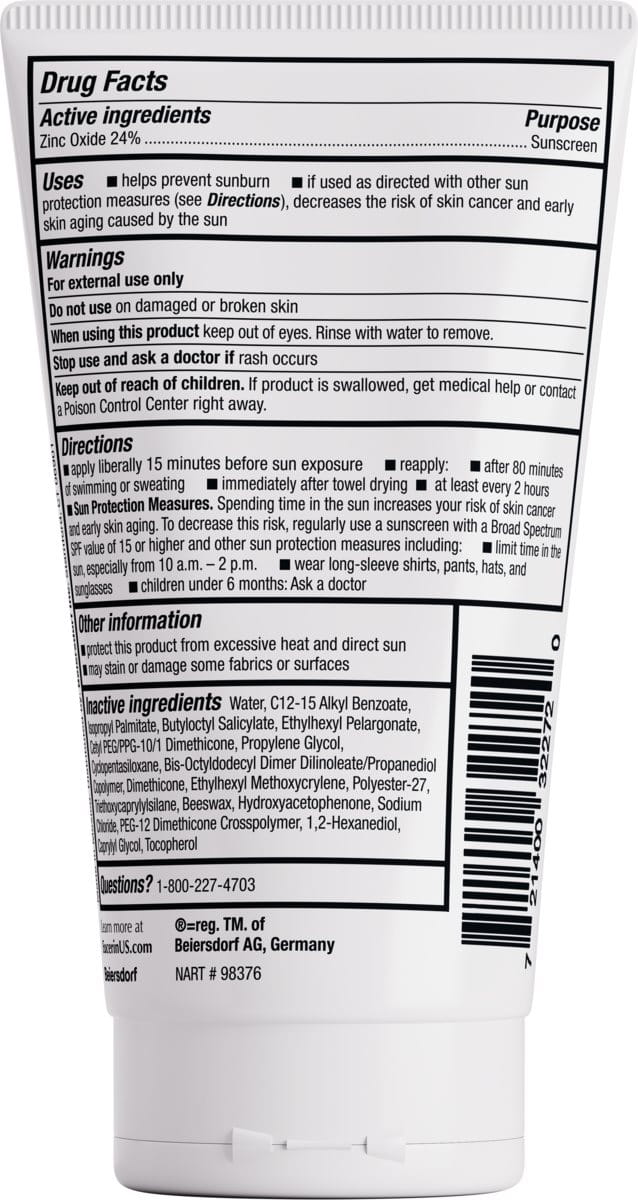 Drug Facts
Active ingredients Purpose
Zinc Oxide 24% ........................ Sunscreen
Uses ■ helps prevent sunburn ■ if used as directed with other sun
protection measures (see Directions), decreases the risk of skin cancer and early
skin aging caused by the sun
Warnings
For external use only
Do not use on damaged or broken skin
When using this product keep out of eyes. Rinse with water to remove.
Stop use and ask a doctor if rash occurs
Keep out of reach of children. If product is swallowed, get medical help or contact
a Poison Control Center right away.
Directions
■ apply liberally 15 minutes before sun exposure ■ reapply: ■ after 80 minutes
of swimming or sweating ■ immediately after towel drying ■ at least every 2 hours
■ Sun Protection Measures. Spending time in the sun increases your risk of skin cancer
and early skin aging. To decrease this risk, regularly use a sunscreen with a Broad Spectrum
SPF value of 15 or higher and other sun protection measures including: ■ limit time in the
sun, especially from 10 a.m. – 2 p.m. ■ wear long-sleeve shirts, pants, hats, and
sunglasses ■ children under 6 months: Ask a doctor
Other information
■ protect this product from excessive heat and direct sun
■ may stain or damage some fabrics or surfaces
Inactive ingredients Water, C12-15 Alkyl Benzoate,
Isopropyl Palmitate, Butyloctyl Salicylate, Ethylhexyl Pelargonate,
Cetyl PEG/PPG-10/1 Dimethicone, Propylene Glycol,
Cyclopentasiloxane, Bis-Octyldodecyl Dimer Dilinoleate/Propanediol
Copolymer, Dimethicone, Ethylhexyl Methoxycrylene, Polyester-27,
Triethoxycaprylylsilane, Beeswax, Hydroxyacetophenone, Sodium
Chloride, PEG-12 Dimethicone Crosspolymer, 1,2-Hexanediol,
Caprylyl Glycol, Tocopherol
Questions? 1-800-227-4703
Learn more at
EucerinUS.com
Beiersdorf
®=reg. TM. of
Beiersdorf AG, Germany
NART # 98376
7 21400 32272 0